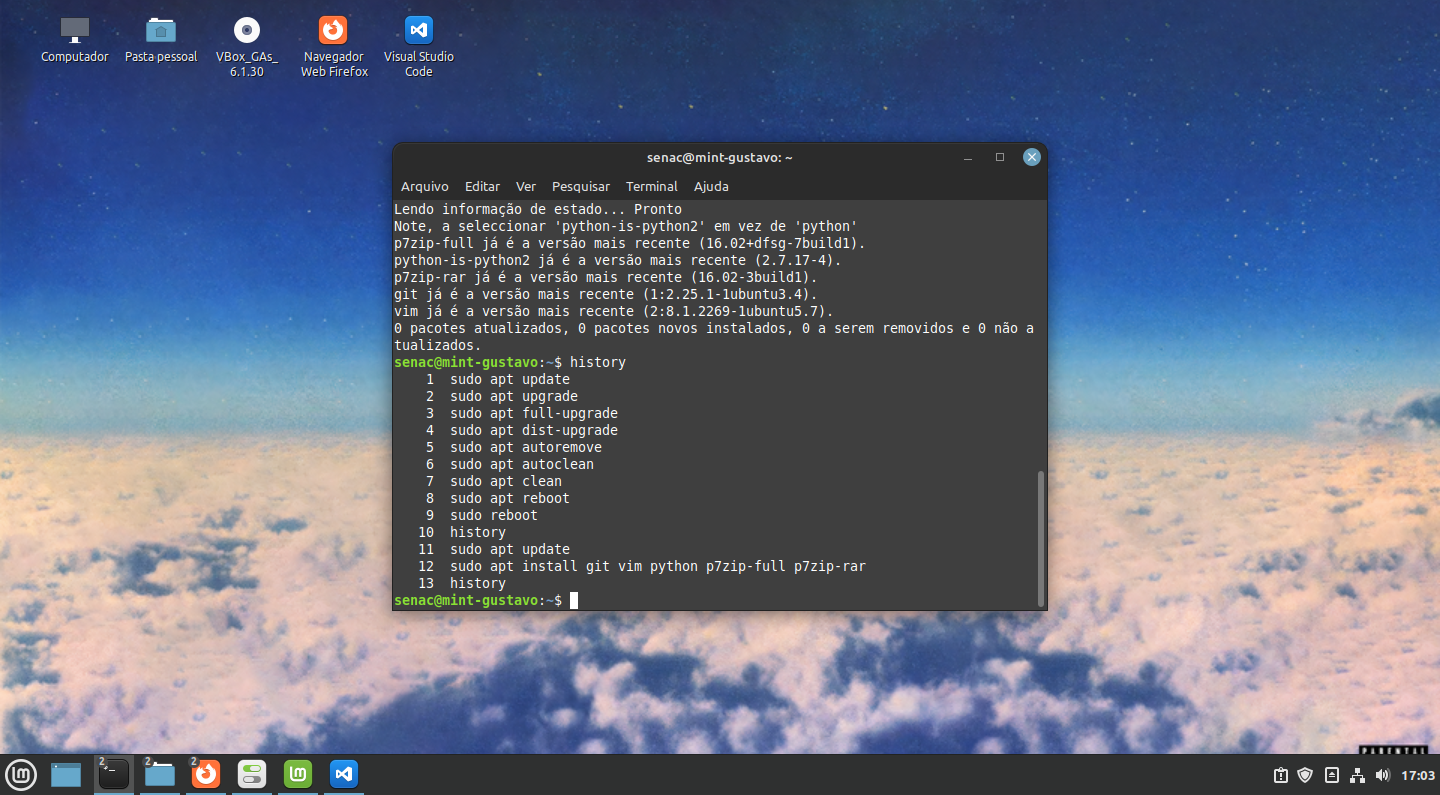 Computador
Pasta pessoal
VBox_GAs_
6.1.30
Navegador
Web Firefox
Visual Studio
Code
senac@mint-gustavo: ~
Arquivo Editar Ver Pesquisar Terminal Ajuda
Lendo informação de estado... Pronto
Note, a seleccionar 'python-is-python2' em vez de 'python'
p7zip-full já é a versão mais recente (16.02+dfsg-7build1).
python-is-python2 já é a versão mais recente (2.7.17-4).
p7zip-rar já é a versão mais recente (16.02-3build1).
git já é a versão mais recente (1:2.25.1-1ubuntu3.4).
vim já é a versão mais recente (2:8.1.2269-1ubuntu5.7).
0 pacotes atualizados, 0 pacotes novos instalados, 0 a serem removidos e 0 não a
tualizados.
senac@mint-gustavo:~$ history
1 sudo apt update
2 sudo apt upgrade
3 sudo apt full-upgrade
4 sudo apt dist-upgrade
5 sudo apt autoremove
6 sudo apt autoclean
7 sudo apt clean
8 sudo apt reboot
9 sudo reboot
10 history
11 sudo apt update
12 sudo apt install git vim python p7zip-full p7zip-rar
13 history
senac@mint-gustavo:~$
PARENTAL
2
2
2
17:03